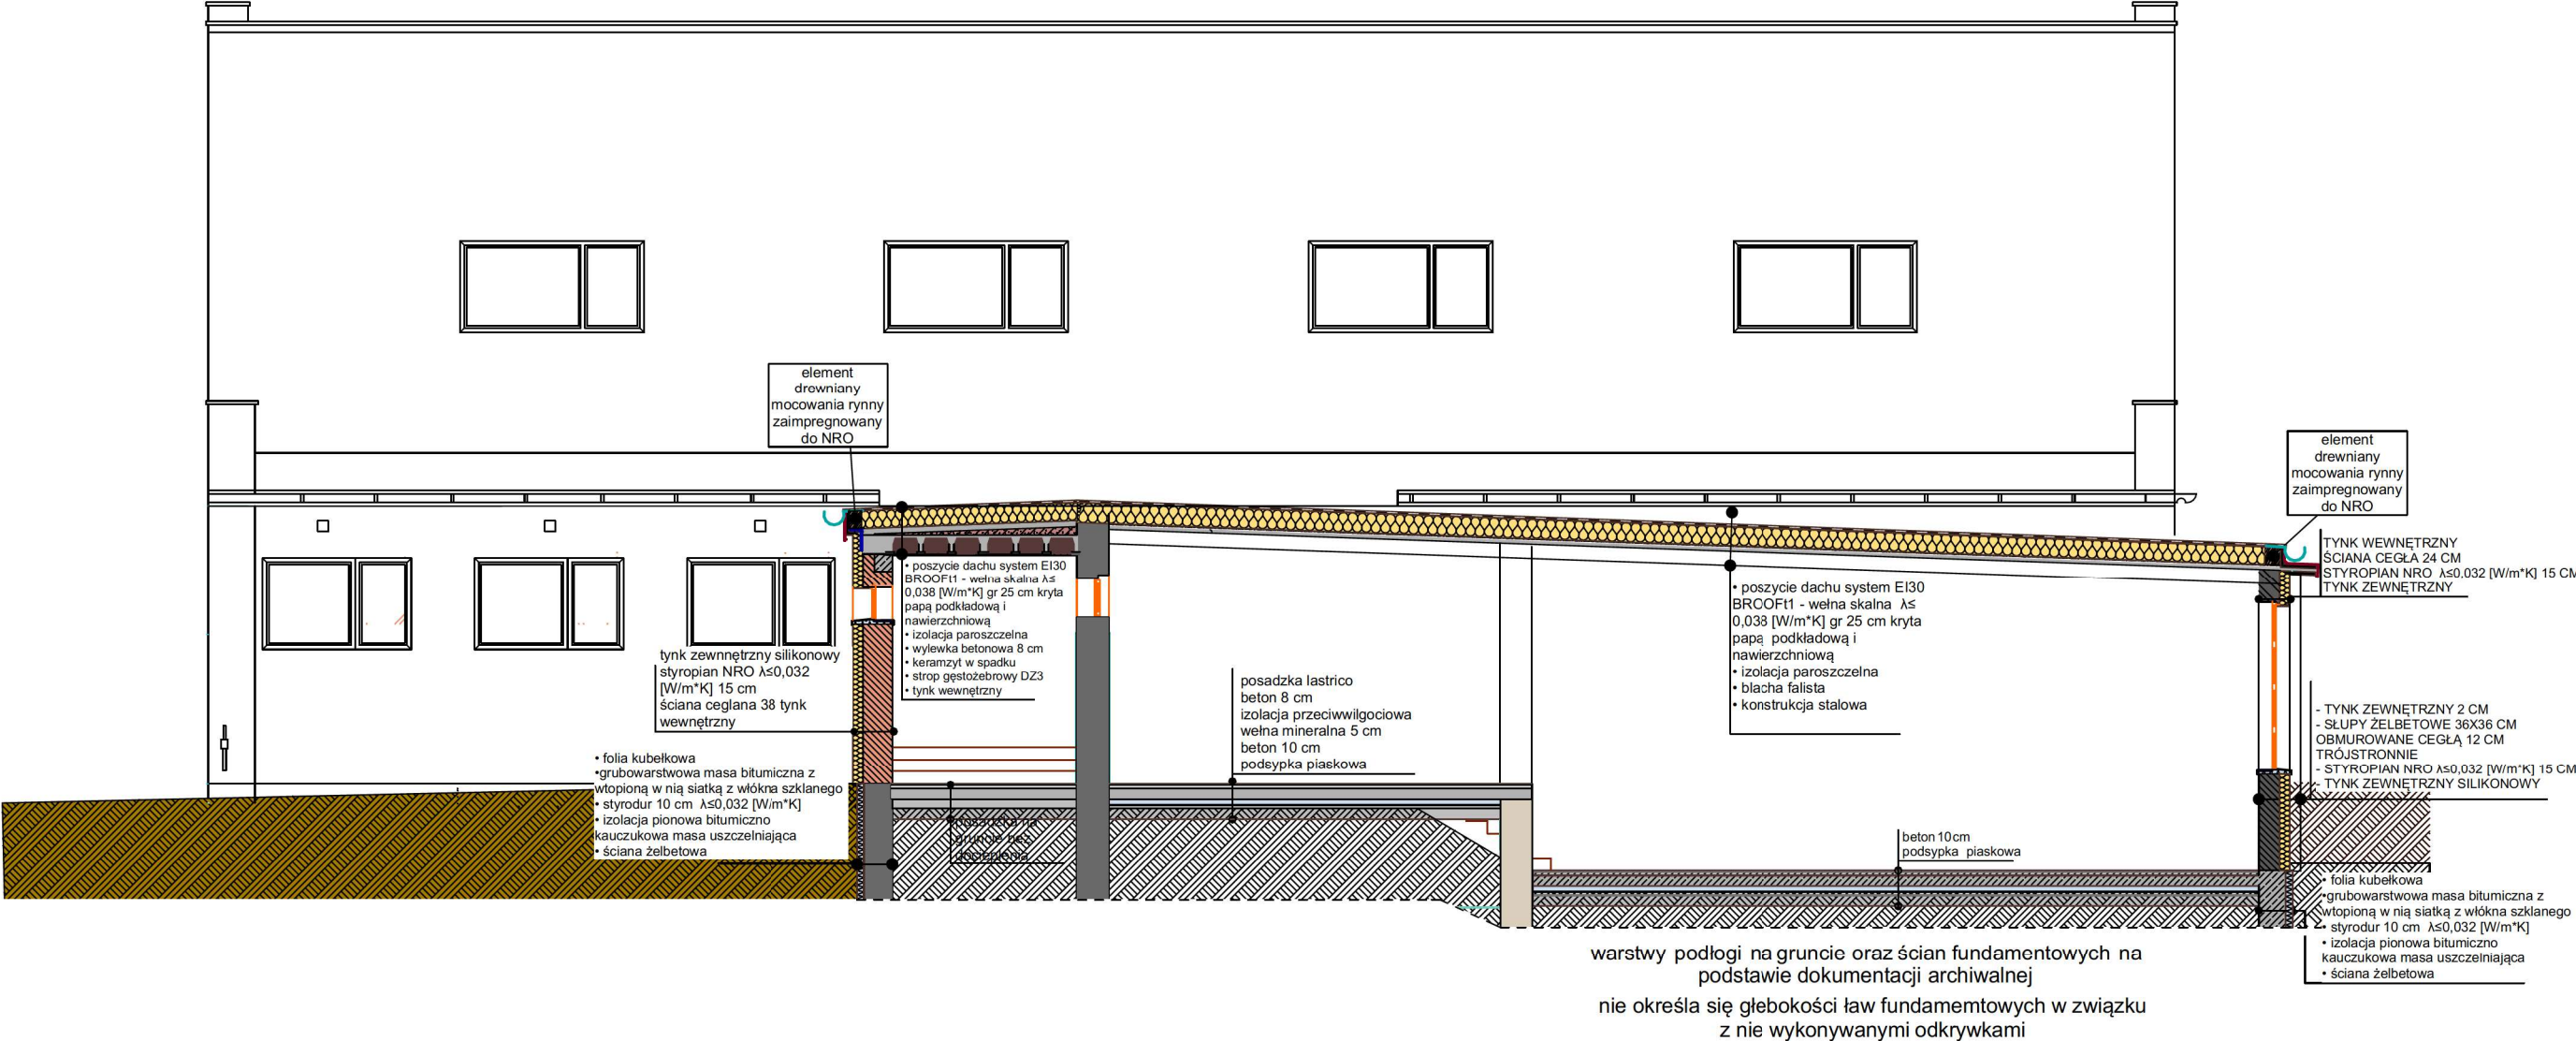 element
drewniany
mocowania rynny
zaimpregnowany
do NRO
element
drewniany
mocowania rynny
zaimpregnowany
do NRO
TYNK WEWNĘTRZNY
ŚCIANA CEGŁA 24 CM
STYROPIAN NRO λ≤0,032 [W/m*K] 15 CM
TYNK ZEWNĘTRZNY
• poszycie dachu system EI30
BROOFt1 - wełna skalna λ≤
0,038 [W/m*K] gr 25 cm kryta
papą podkładową i
nawierzchniową
• izolacja paroszczelna
• wylewka betonowa 8 cm
• keramzyt w spadku
• strop gęstożebrowy DZ3
• tynk wewnętrzny
• poszycie dachu system EI30
BROOFt1 - wełna skalna λ≤
0,038 [W/m*K] gr 25 cm kryta
papą podkładową i
nawierzchniową
• izolacja paroszczelna
• blacha falista
• konstrukcja stalowa
tynk zewnnętrzny silikonowy
styropian NRO λ≤0,032
[W/m*K] 15 cm
ściana ceglana 38 tynk
wewnętrzny
posadzka lastrico
beton 8 cm
izolacja przeciwwilgociowa
wełna mineralna 5 cm
beton 10 cm
podsypka piaskowa
- TYNK ZEWNĘTRZNY 2 CM
- SŁUPY ŻELBETOWE 36X36 CM
OBMUROWANE CEGŁĄ 12 CM
TRÓJSTRONNIE
- STYROPIAN NRO λ≤0,032 [W/m*K] 15 CM
- TYNK ZEWNĘTRZNY SILIKONOWY
• folia kubełkowa
•grubowarstwowa masa bitumiczna z
wtopioną w nią siatką z włókna szklanego
• styrodur 10 cm λ≤0,032 [W/m*K]
• izolacja pionowa bitumiczno
kauczukowa masa uszczelniająca
• ściana żelbetowa
posadzka na
gruncie bez
docieplenia
beton 10cm
podsypka piaskowa
• folia kubełkowa
•grubowarstwowa masa bitumiczna z
wtopioną w nią siatką z włókna szklanego
• styrodur 10 cm λ≤0,032 [W/m*K]
• izolacja pionowa bitumiczno
kauczukowa masa uszczelniająca
• ściana żelbetowa
warstwy podłogi na gruncie oraz ścian fundamentowych na
podstawie dokumentacji archiwalnej
nie określa się głebokości ław fundamemtowych w związku
z nie wykonywanymi odkrywkami